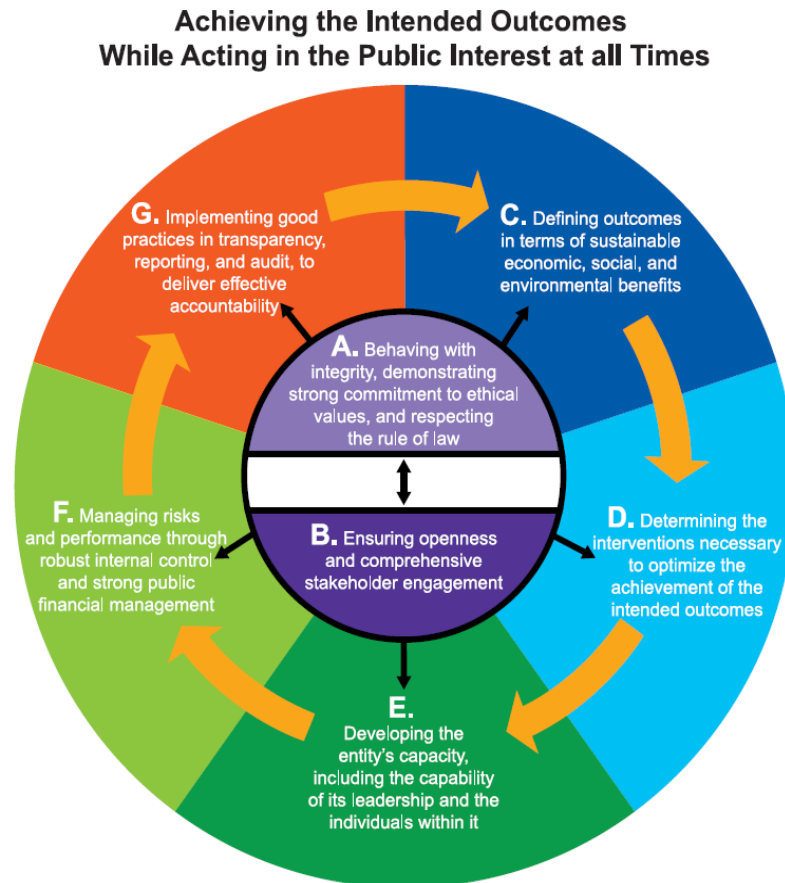 Achieving the Intended Outcomes
While Acting in the Public Interest at all Times
G. Implementing good
practices in transparency,
reporting, and audit, to
deliver effective
accountability
C. Defining outcomes
in terms of sustainable
economic, social, and
environmental benefits
A. Behaving with
integrity, demonstrating
strong commitment to ethical
values, and respecting
the rule of law
F. Managing risks
and performance through
robust internal control
and strong public
financial management
B. Ensuring openness
and comprehensive
stakeholder engagement
D. Determining the
interventions necessary
to optimize the
achievement of the
intended outcomes
E.
Developing the
entity's capacity,
including the capability
of its leadership and the
individuals within it